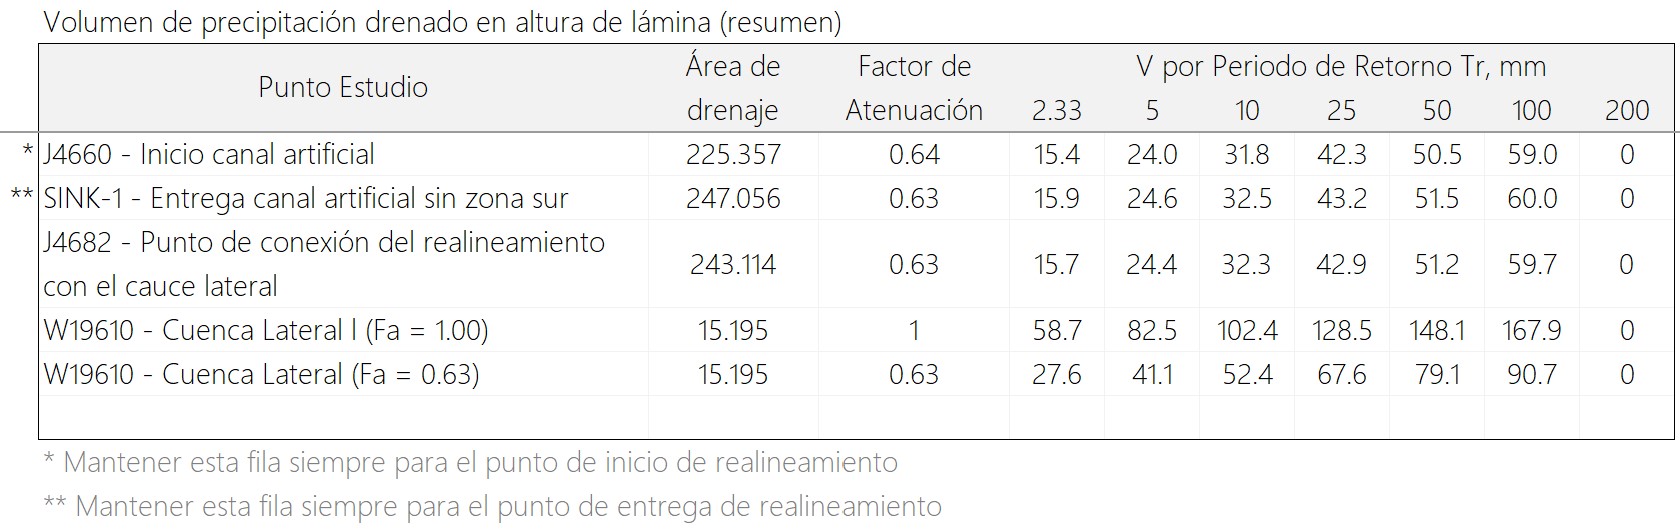 Volumen de precipitación drenado en altura de lámina (resumen)
Punto Estudio Área de drenaje Factor de Atenuación V por Periodo de Retorno Tr, mm
2.33 5 10 25 50 100 200
* J4660 - Inicio canal artificial 225.357 0.64 15.4 24.0 31.8 42.3 50.5 59.0 0
** SINK-1 - Entrega canal artificial sin zona sur 247.056 0.63 15.9 24.6 32.5 43.2 51.5 60.0 0
J4682 - Punto de conexión del realineamiento
con el cauce lateral 243.114 0.63 15.7 24.4 32.3 42.9 51.2 59.7 0
W19610 - Cuenca Lateral l (Fa = 1.00) 15.195 1 58.7 82.5 102.4 128.5 148.1 167.9 0
W19610 - Cuenca Lateral (Fa = 0.63) 15.195 0.63 27.6 41.1 52.4 67.6 79.1 90.7 0
* Mantener esta fila siempre para el punto de inicio de realineamiento
** Mantener esta fila siempre para el punto de entrega de realineamiento